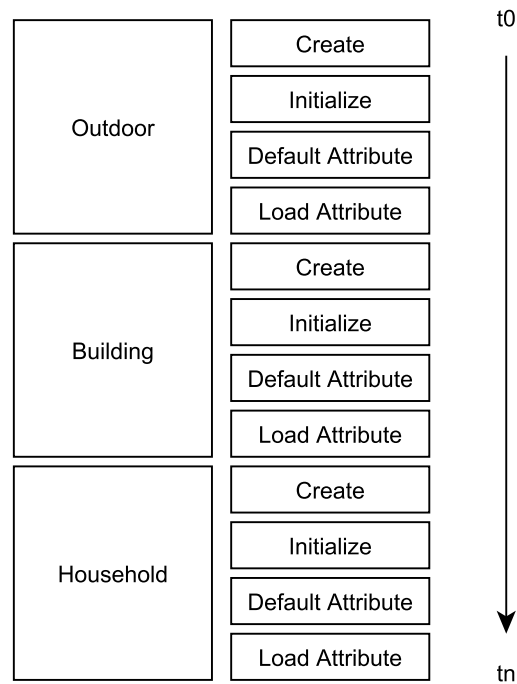 t0
Outdoor
Create
Initialize
Default Attribute
Load Attribute
Building
Create
Initialize
Default Attribute
Load Attribute
Household
Create
Initialize
Default Attribute
Load Attribute
tn